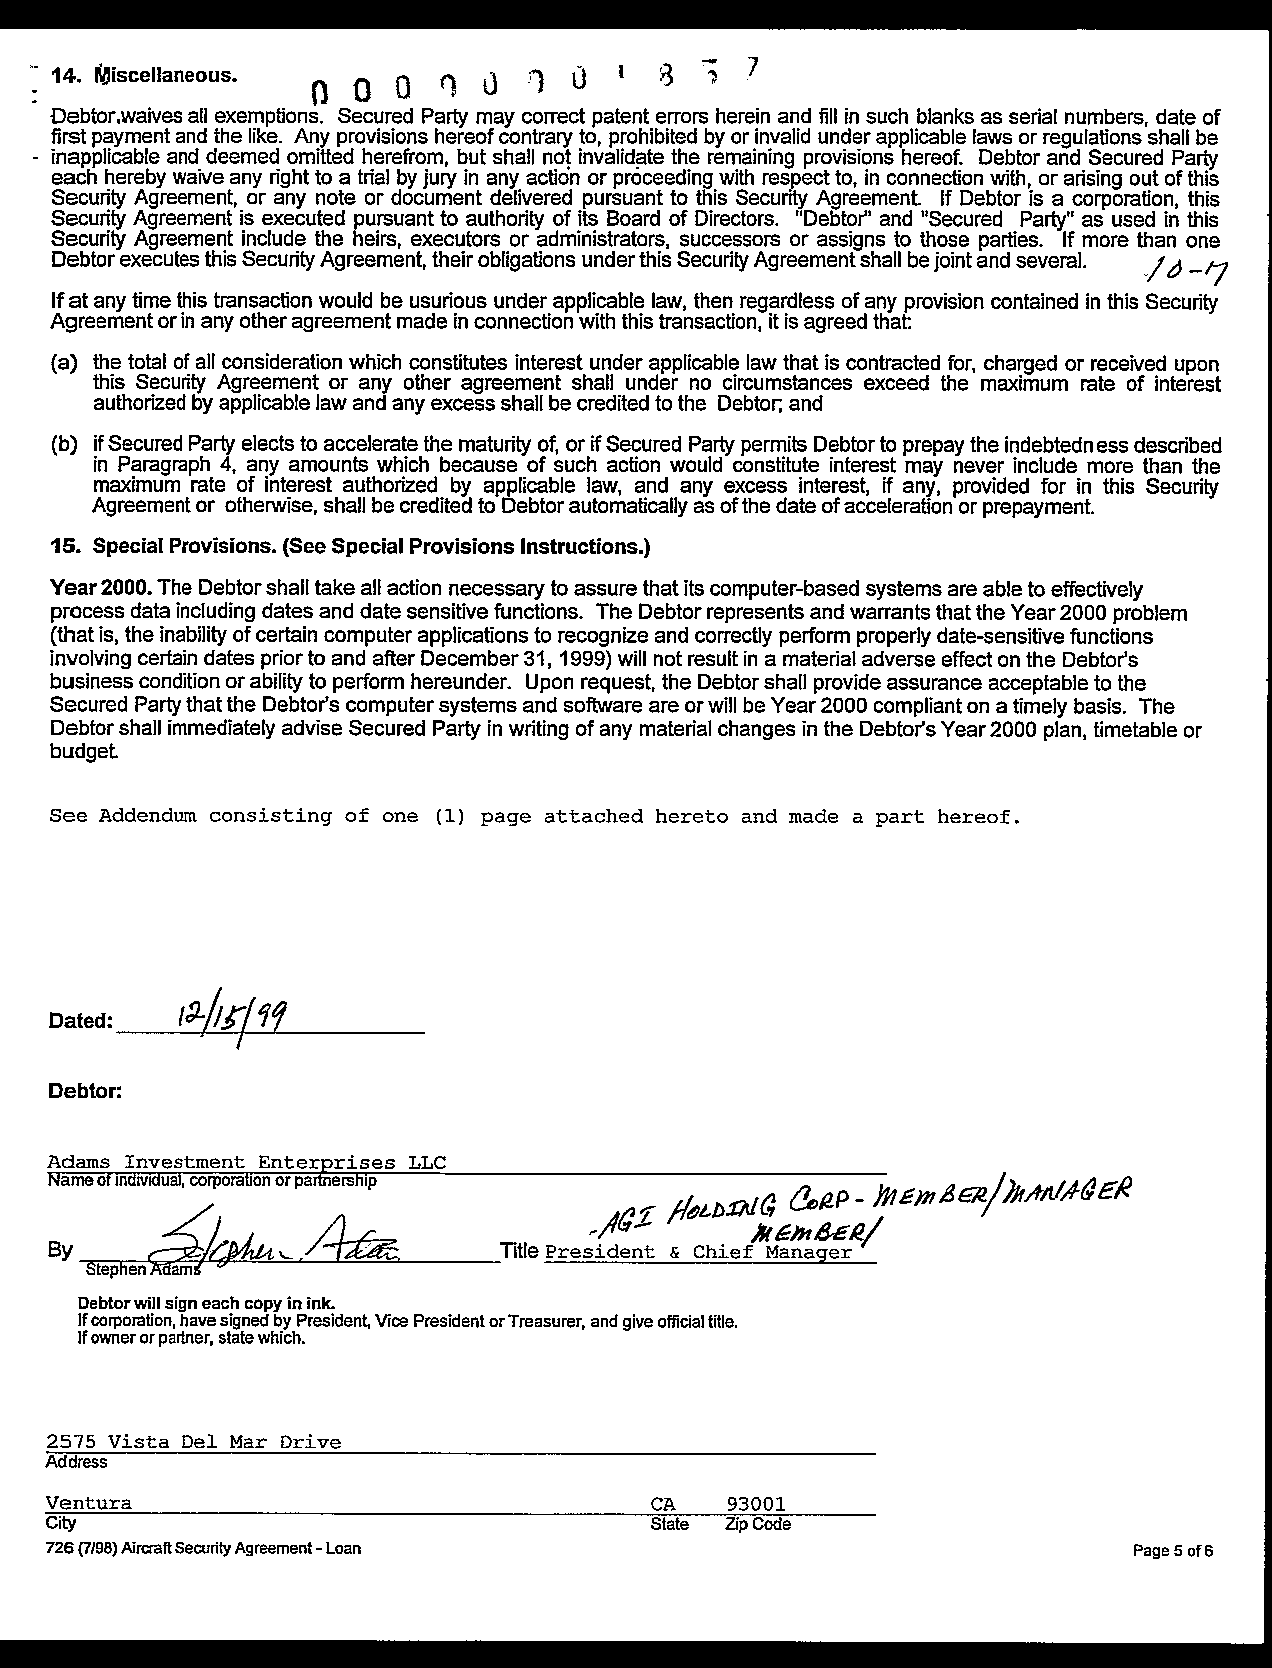 14. Miscellaneous.
Debtor waives all exemptions. Secured Party may correct patent errors herein and fill in such blanks as serial numbers, date of
first payment and the like. Any provisions hereof contrary to, prohibited by or invalid under applicable laws or regulations shall be
inapplicable and deemed omitted herefrom, but shall not invalidate the remaining provisions hereof. Debtor and Secured Party
each hereby waive any right to a trial by jury in any action or proceeding with respect to, in connection with, or arising out of this
Security Agreement, or any note or document delivered pursuant to this Security Agreement. If Debtor is a corporation, this
Security Agreement is executed pursuant to authority of its Board of Directors. "Debtor" and "Secured Party" as used in this
Security Agreement include the heirs, executors or administrators, successors or assigns to those parties. If more than one
Debtor executes this Security Agreement, their obligations under this Security Agreement shall be joint and several.
If at any time this transaction would be usurious under applicable law, then regardless of any provision contained in this Security
Agreement or in any other agreement made in connection with this transaction, it is agreed that:
(a) the total of all consideration which constitutes interest under applicable law that is contracted for, charged or received upon
this Security Agreement or any other agreement shall under no circumstances exceed the maximum rate of interest
authorized by applicable law and any excess shall be credited to the Debtor; and
(b) if Secured Party elects to accelerate the maturity of, or if Secured Party permits Debtor to prepay the indebtedness described
in Paragraph 4, any amounts which because of such action would constitute interest may never include more than the
maximum rate of interest authorized by applicable law, and any excess interest, if any, provided for in this Security
Agreement or otherwise, shall be credited to Debtor automatically as of the date of acceleration or prepayment.
15. Special Provisions. (See Special Provisions Instructions.)
Year 2000. The Debtor shall take all action necessary to assure that its computer-based systems are able to effectively
process data including dates and date sensitive functions. The Debtor represents and warrants that the Year 2000 problem
(that is, the inability of certain computer applications to recognize and correctly perform properly date-sensitive functions
involving certain dates prior to and after December 31, 1999) will not result in a material adverse effect on the Debtor's
business condition or ability to perform hereunder. Upon request, the Debtor shall provide assurance acceptable to the
Secured Party that the Debtor's computer systems and software are or will be Year 2000 compliant on a timely basis. The
Debtor shall immediately advise Secured Party in writing of any material changes in the Debtor's Year 2000 plan, timetable or
budget.
See Addendum consisting of one (1) page attached hereto and made a part hereof.
Dated: 12/15/99
Debtor:
Adams Investment Enterprises LLC
Name of individual, corporation or partnership
AGI HOLDING CORP - MEMBER/MANAGER
MEMBER/
By Stephen Adams Title President & Chief Manager
Stephen Adams
Debtor will sign each copy in ink.
If corporation, have signed by President, Vice President or Treasurer, and give official title.
If owner or partner, state which.
2575 Vista Del Mar Drive
Address
Ventura CA 93001
City State Zip Code
726 (7/98) Aircraft Security Agreement - Loan Page 5 of 6